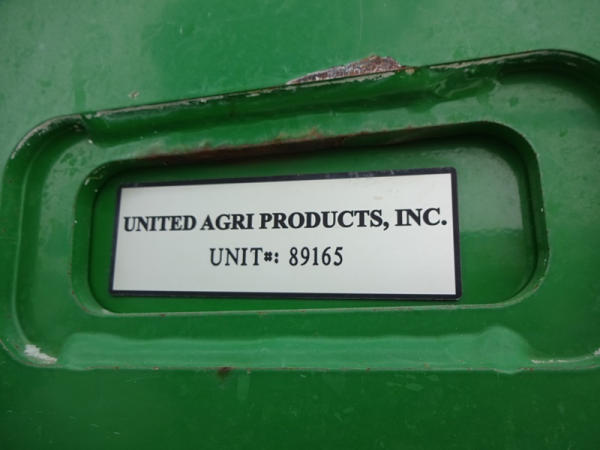 UNITED AGRI PRODUCTS, INC.
UNIT#: 89165